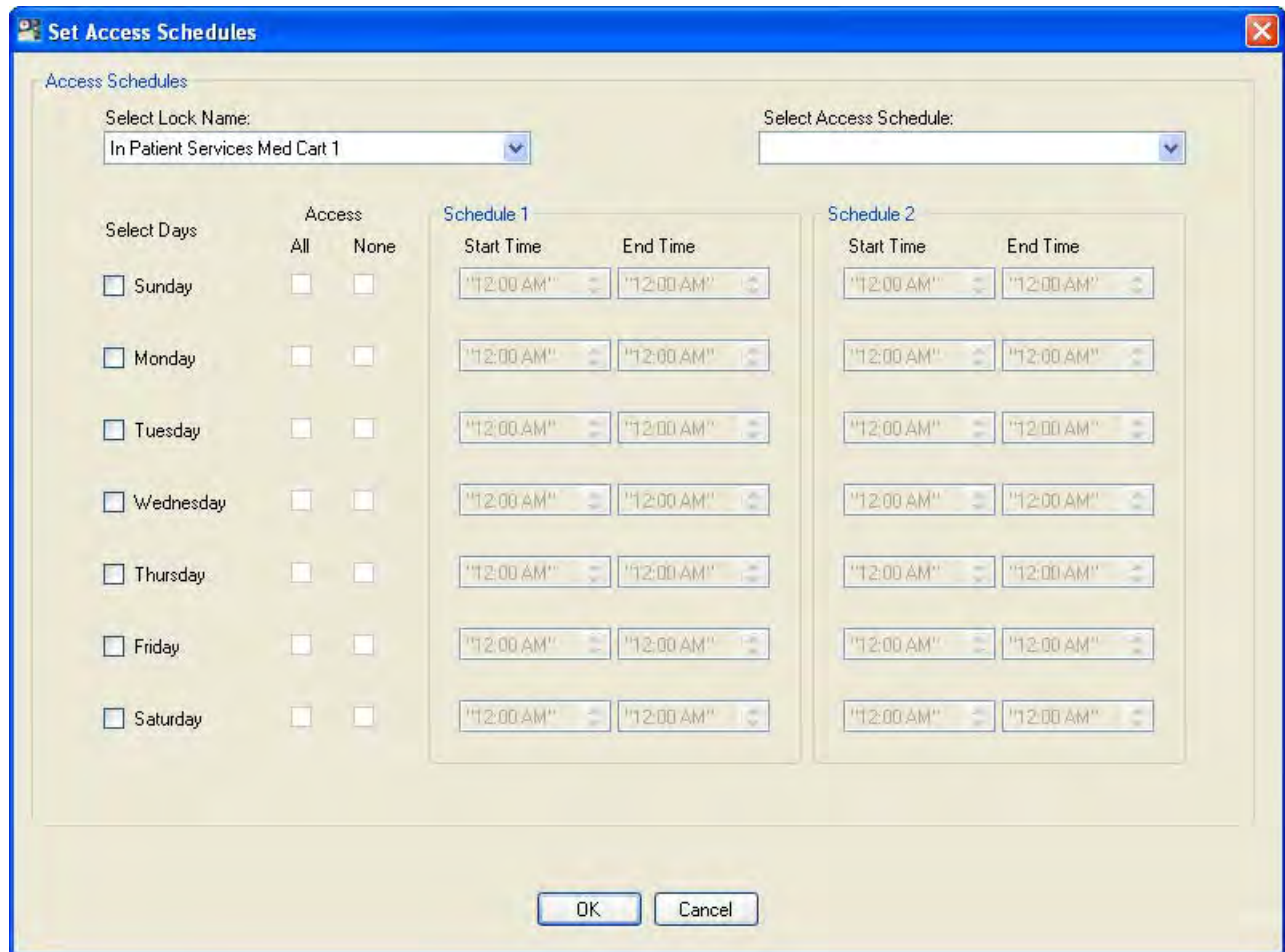 Set Access Schedules
Access Schedules
Select Lock Name: Select Access Schedule:
In Patient Services Med Cart 1
Access Schedule 1 Schedule 2
Select Days All None Start Time End Time Start Time End Time
Sunday "12:00 AM" "12:00 AM" "12:00 AM" "12:00 AM"
Monday "12:00 AM" "12:00 AM" "12:00 AM" "12:00 AM"
Tuesday "12:00 AM" "12:00 AM" "12:00 AM" "12:00 AM"
Wednesday "12:00 AM" "12:00 AM" "12:00 AM" "12:00 AM"
Thursday "12:00 AM" "12:00 AM" "12:00 AM" "12:00 AM"
Friday "12:00 AM" "12:00 AM" "12:00 AM" "12:00 AM"
Saturday "12:00 AM" "12:00 AM" "12:00 AM" "12:00 AM"
OK Cancel